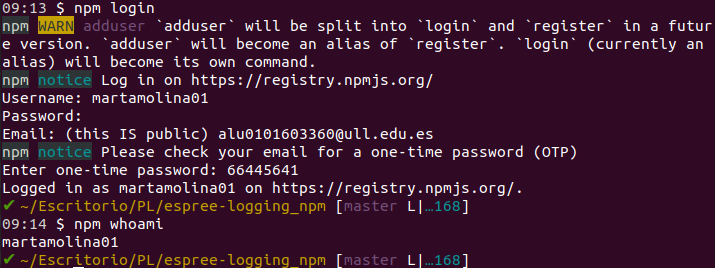 09:13 $ npm login
npm WARN adduser `adduser` will be split into `login` and `register` in a futur
e version. `adduser` will become an alias of `register`. `login` (currently an
alias) will become its own command.
npm notice Log in on https://registry.npmjs.org/
Username: martamolina01
Password:
Email: (this IS public) alu0101603360@ull.edu.es
npm notice Please check your email for a one-time password (OTP)
Enter one-time password: 66445641
Logged in as martamolina01 on https://registry.npmjs.org/.
✔ ~/Escritorio/PL/espree-logging_npm [master L|…168]
09:14 $ npm whoami
martamolina01
✔ ~/Escritorio/PL/espree-logging_npm [master L|…168]